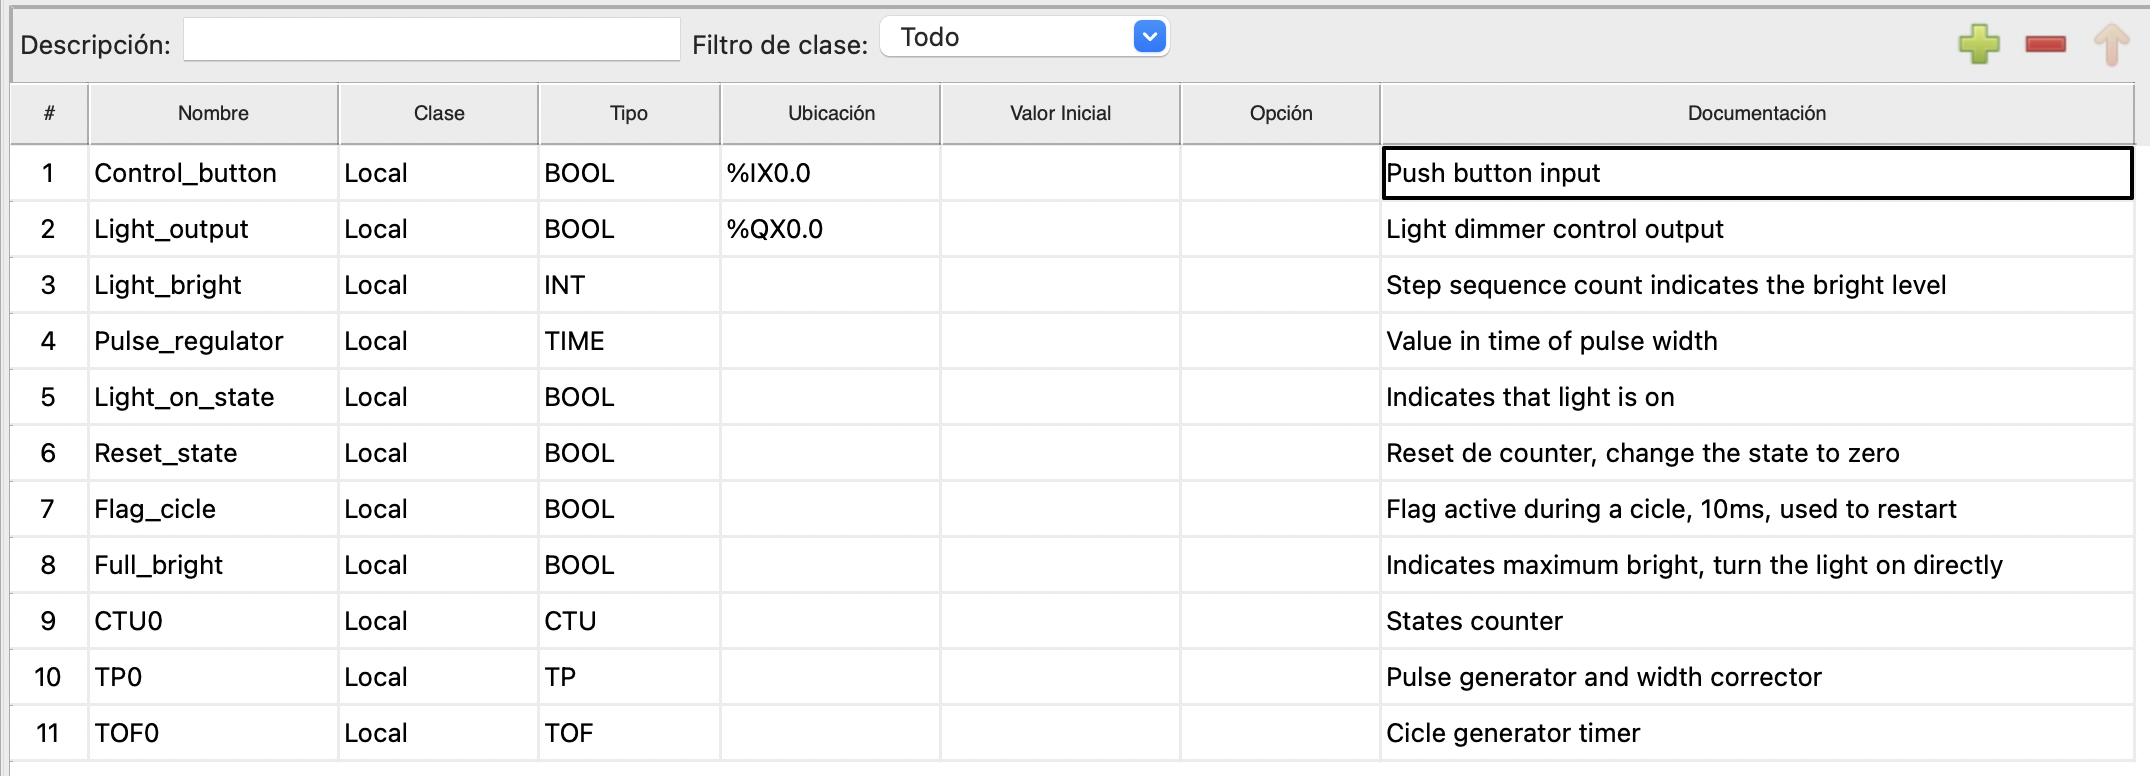 Descripción: Filtro de clase: Todo
# Nombre Clase Tipo Ubicación Valor Inicial Opción Documentación
1 Control_button Local BOOL %IX0.0 Push button input
2 Light_output Local BOOL %QX0.0 Light dimmer control output
3 Light_bright Local INT Step sequence count indicates the bright level
4 Pulse_regulator Local TIME Value in time of pulse width
5 Light_on_state Local BOOL Indicates that light is on
6 Reset_state Local BOOL Reset de counter, change the state to zero
7 Flag_cicle Local BOOL Flag active during a cicle, 10ms, used to restart
8 Full_bright Local BOOL Indicates maximum bright, turn the light on directly
9 CTU0 Local CTU States counter
10 TP0 Local TP Pulse generator and width corrector
11 TOF0 Local TOF Cicle generator timer